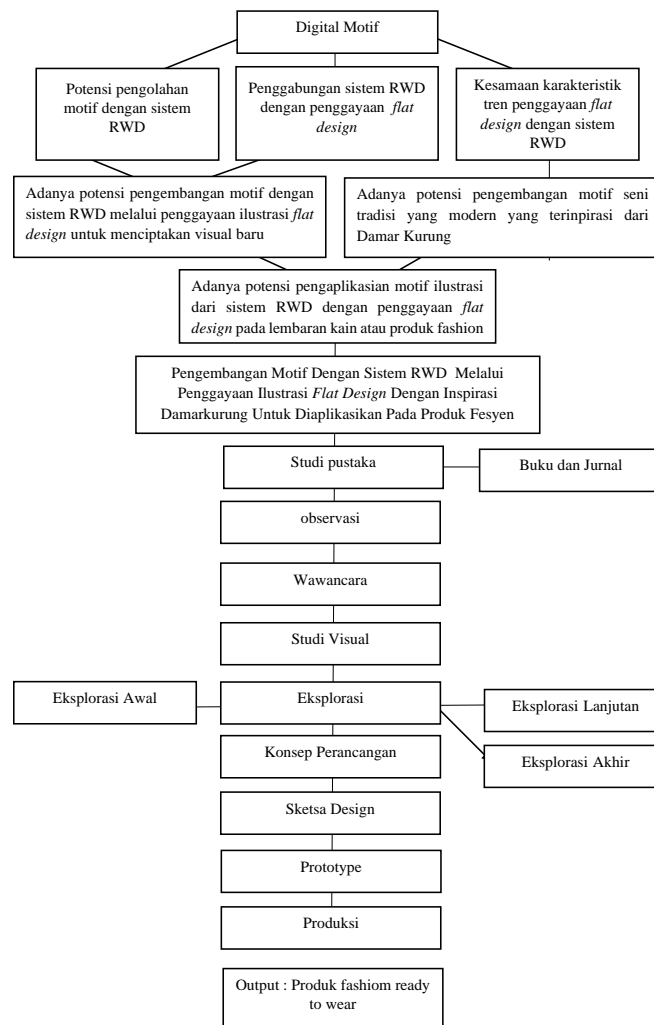 Digital Motif
Potensi pengolahan
motif dengan sistem
RWD
Penggabungan sistem RWD
dengan penggayaan flat
design
Kesamaan karakteristik
tren penggayaan flat
design dengan sistem
RWD
Adanya potensi pengembangan motif dengan
sistem RWD melalui penggayaan ilustrasi flat
design untuk menciptakan visual baru
Adanya potensi pengembangan motif seni
tradisi yang modern yang terinpirasi dari
Damar Kurung
Adanya potensi pengaplikasian motif ilustrasi
dari sistem RWD dengan penggayaan flat
design pada lembaran kain atau produk fashion
Pengembangan Motif Dengan Sistem RWD Melalui
Penggayaan Ilustrasi Flat Design Dengan Inspirasi
Damarkurung Untuk Diaplikasikan Pada Produk Fesyen
Studi pustaka
Buku dan Jurnal
observasi
Wawancara
Studi Visual
Eksplorasi Awal
Eksplorasi
Eksplorasi Lanjutan
Eksplorasi Akhir
Konsep Perancangan
Sketsa Design
Prototype
Produksi
Output : Produk fashiom ready
to wear